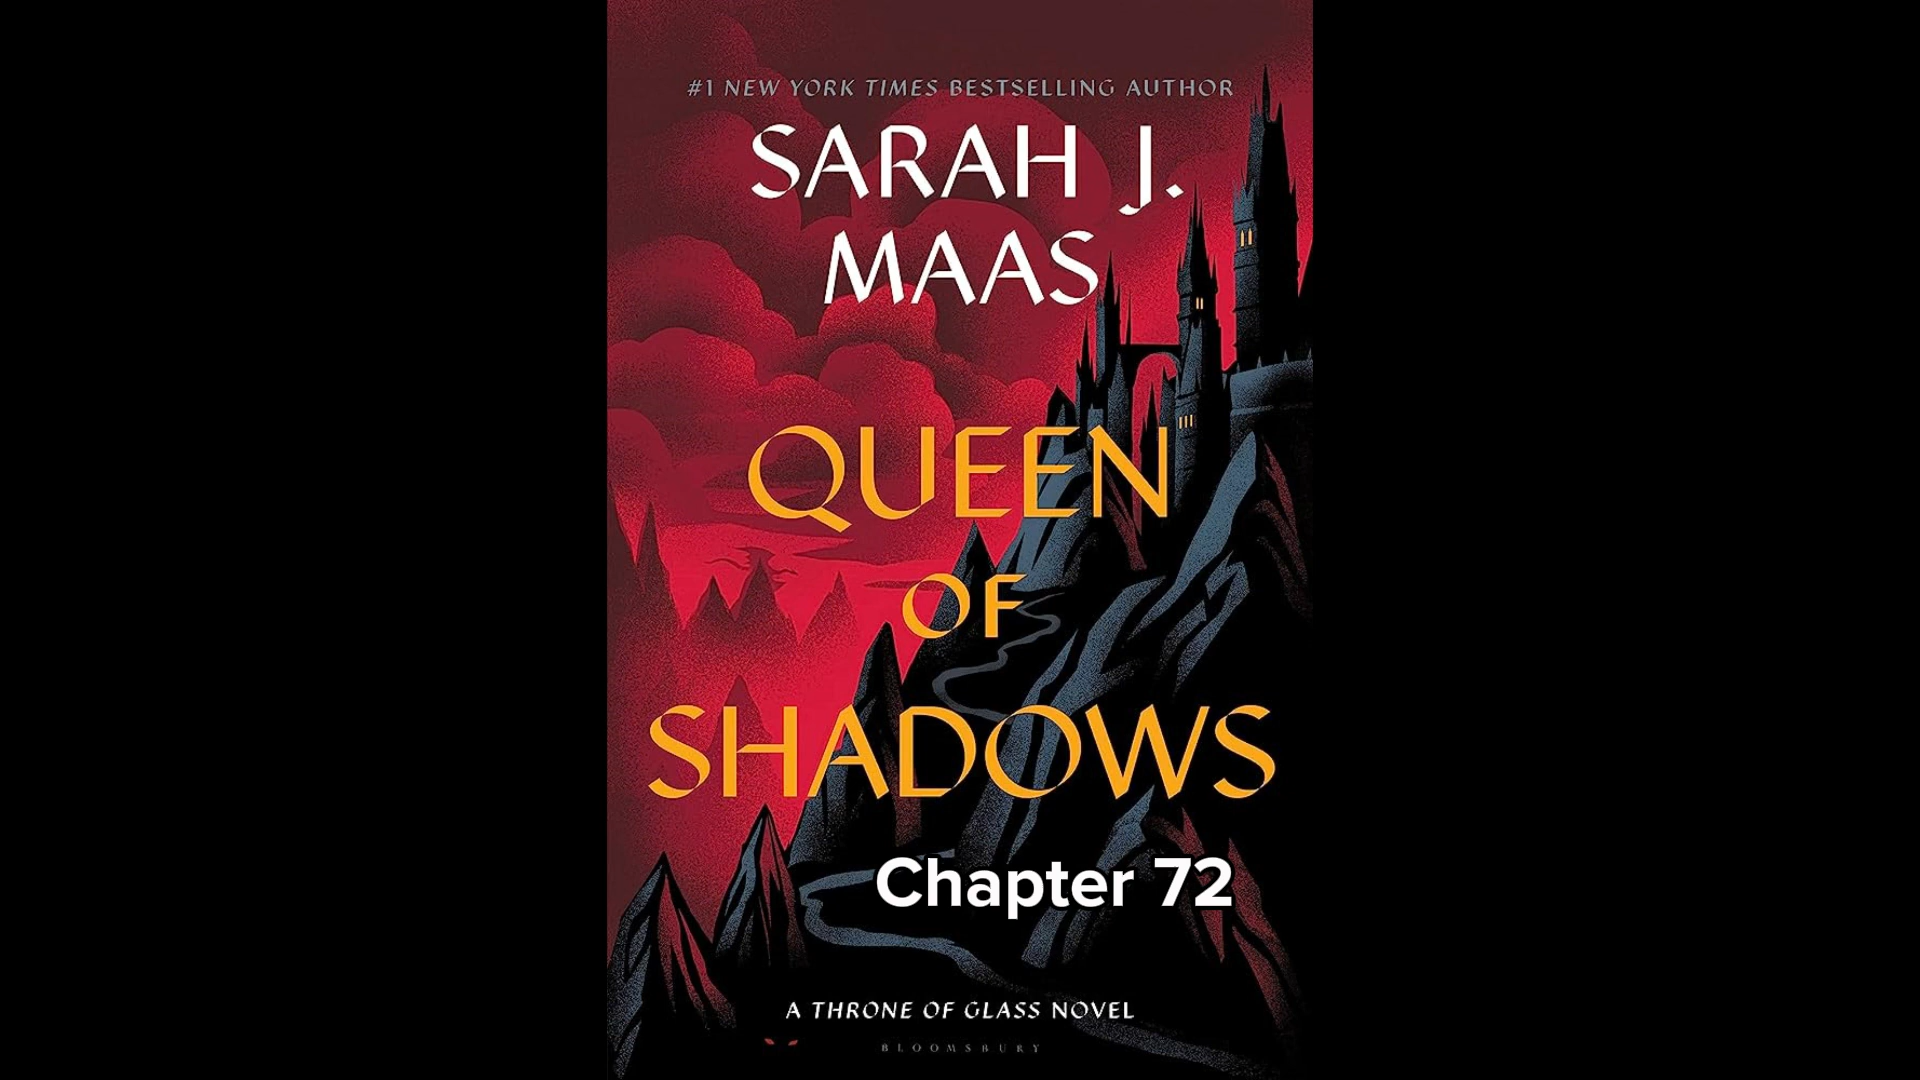 #1 NEW YORK TIMES BESTSELLING AUTHOR
SARAH J.
MAAS
QUEEN
OF
SHADOWS
Chapter 72
A THRONE OF GLASS NOVEL
BLOOMSBURY